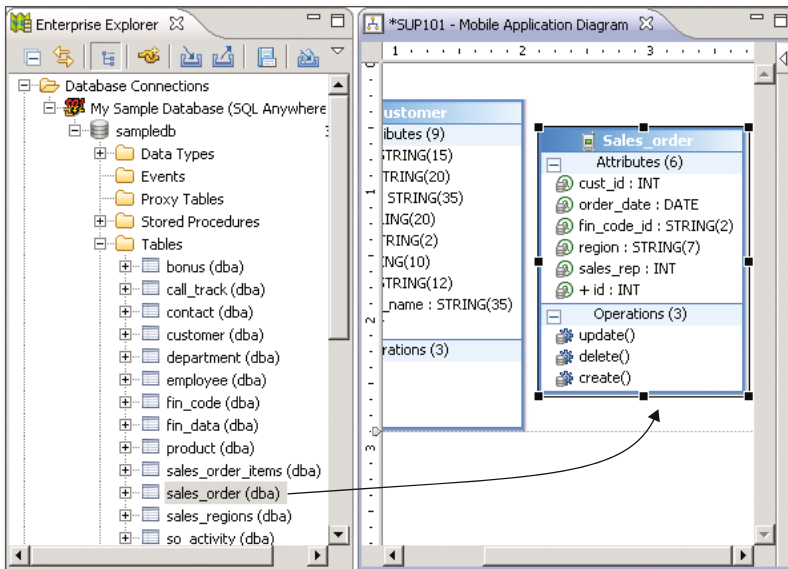 Enterprise Explorer
Database Connections
My Sample Database (SQL Anywhere
sampledb
Data Types
Events
Proxy Tables
Stored Procedures
Tables
bonus (dba)
call_track (dba)
contact (dba)
customer (dba)
department (dba)
employee (dba)
fin_code (dba)
fin_data (dba)
product (dba)
sales_order_items (dba)
sales_order (dba)
sales_regions (dba)
so_activity (dba)
*SUP101 - Mobile Application Diagram
1 2 3
1
2
3
ustomer
ibutes (9)
STRING(15)
TRING(20)
STRING(35)
ING(20)
TRING(2)
ING(10)
STRING(12)
_name : STRING(35)
rations (3)
Sales_order
Attributes (6)
cust_id : INT
order_date : DATE
fin_code_id : STRING(2)
region : STRING(7)
sales_rep : INT
+ id : INT
Operations (3)
update()
delete()
create()